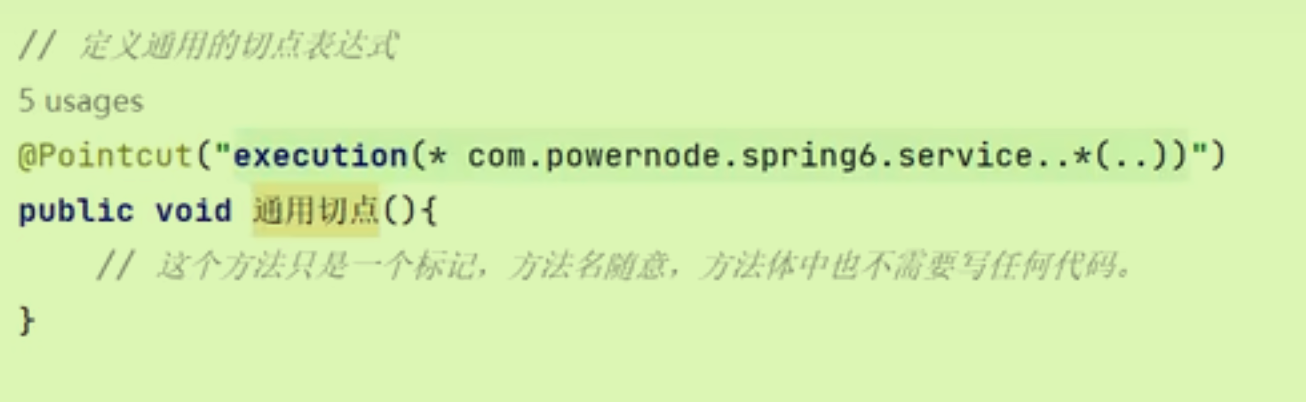 // 定义通用的切点表达式
5 usages
@Pointcut("execution(* com.powernode.spring6.service..*(..))")
public void 通用切点(){
// 这个方法只是一个标记，方法名随意，方法体中也不需要写任何代码。
}